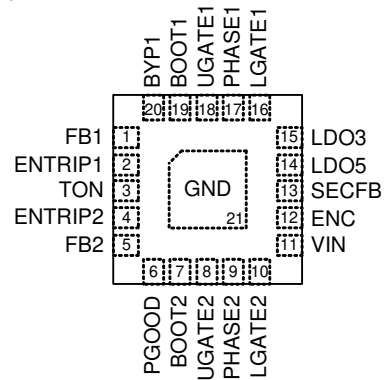 BYP1
BOOT1
UGATE1
PHASE1
LGATE1
20 19 18 17 16
FB1 1
ENTRIP1 2
TON 3
ENTRIP2 4
FB2 5
GND
21
15 LDO3
14 LDO5
13 SECFB
12 ENC
11 VIN
6 7 8 9 10
PGOOD
BOOT2
UGATE2
PHASE2
LGATE2